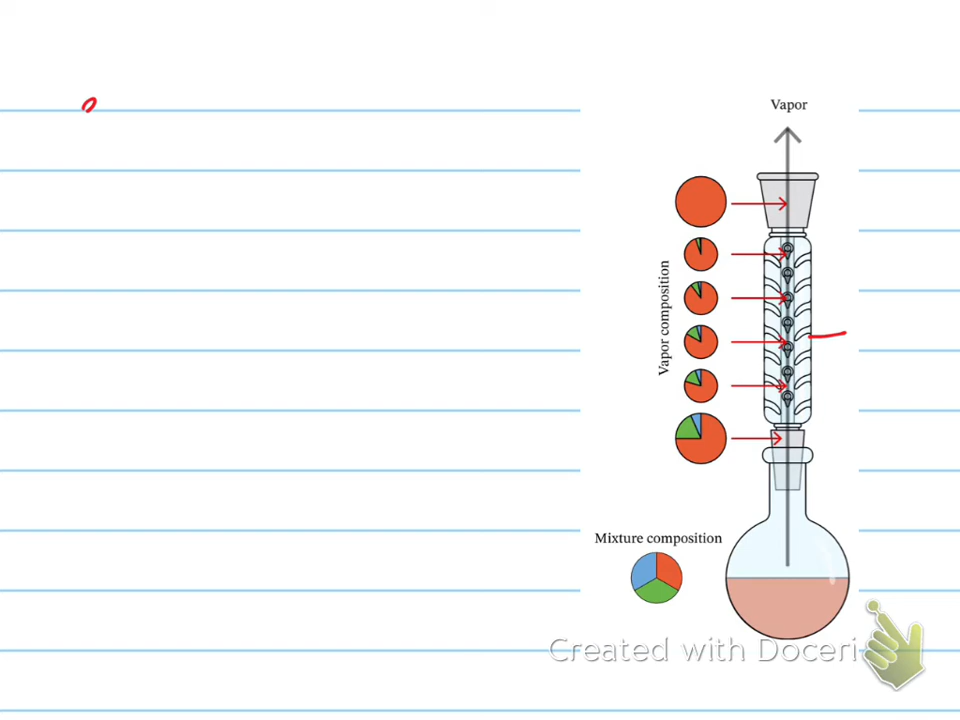 Vapor
Vapor composition
Mixture composition
Created with Doceri